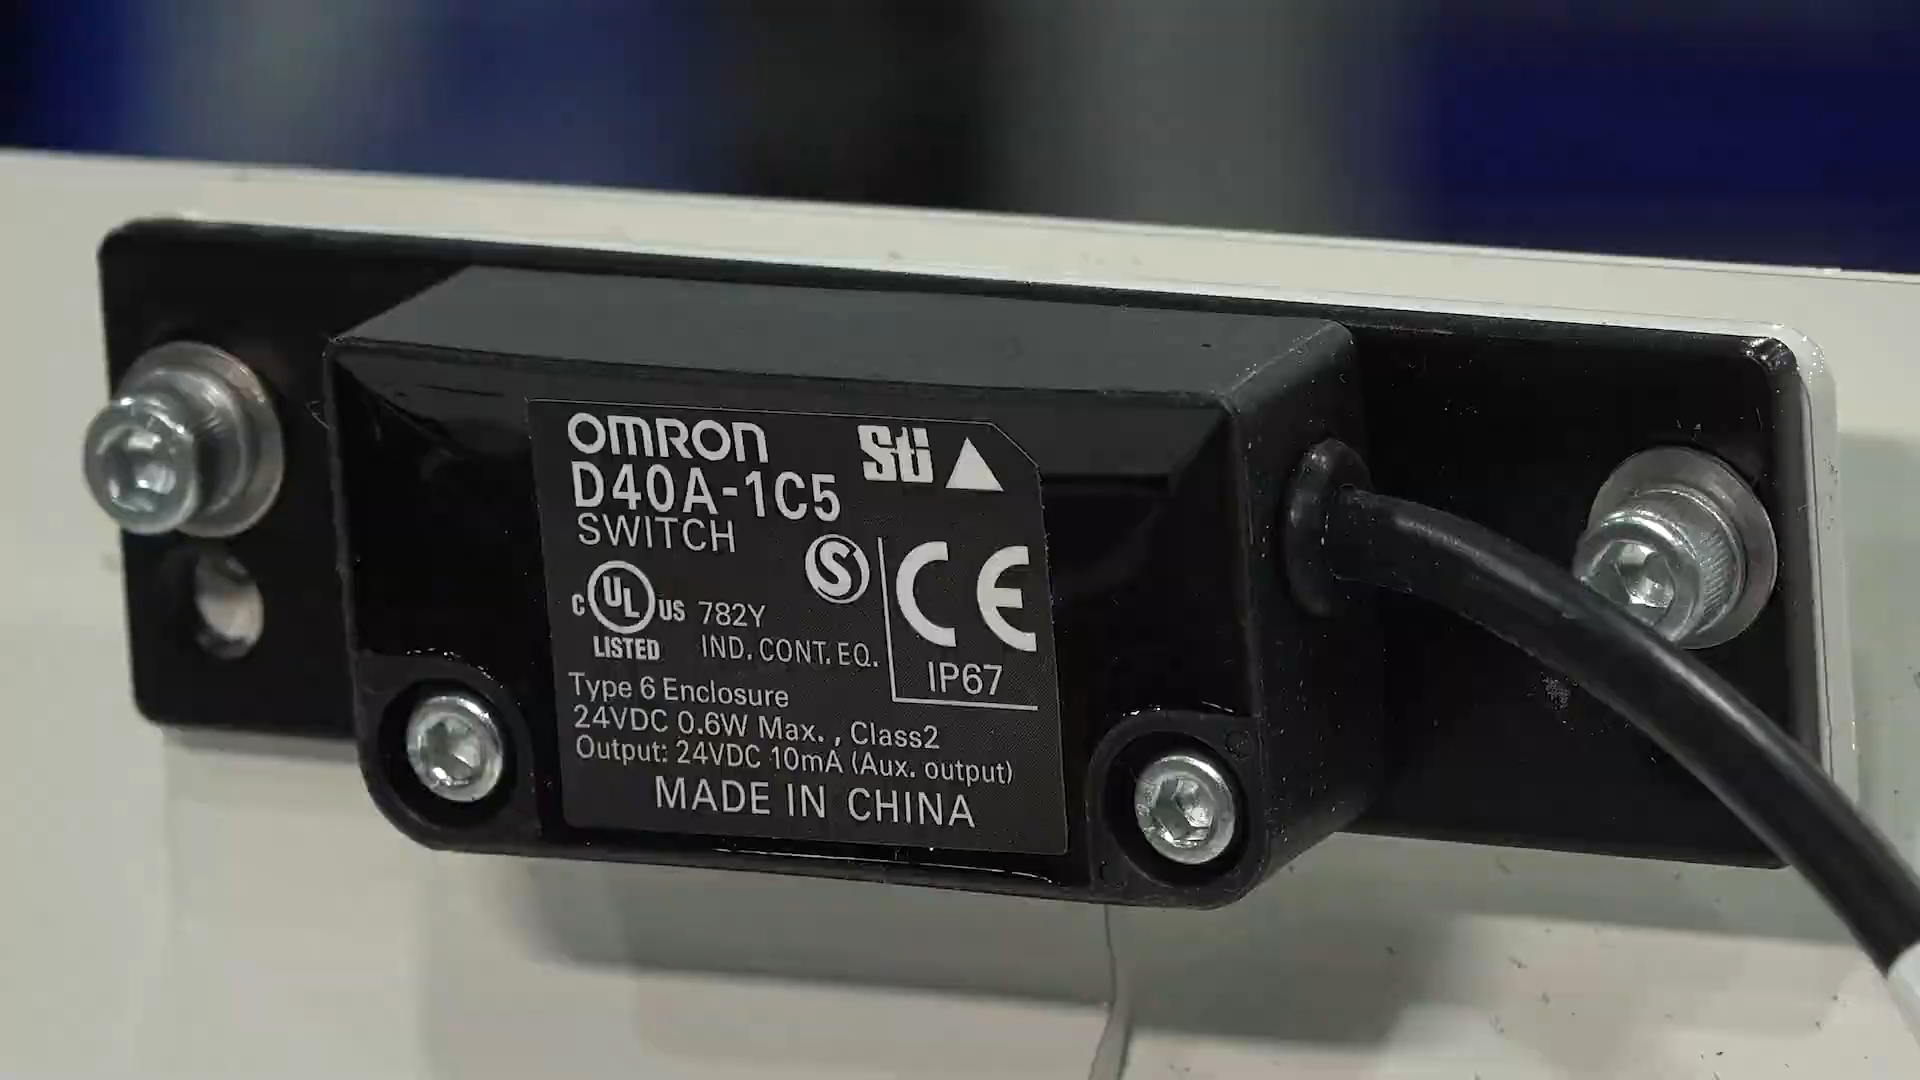 OMRON
Sti
D40A-1C5
SWITCH
S
CE
C UL US
LISTED
782Y
IND. CONT. EQ.
IP67
Type 6 Enclosure
24VDC 0.6W Max. , Class2
Output: 24VDC 10mA (Aux. output)
MADE IN CHINA